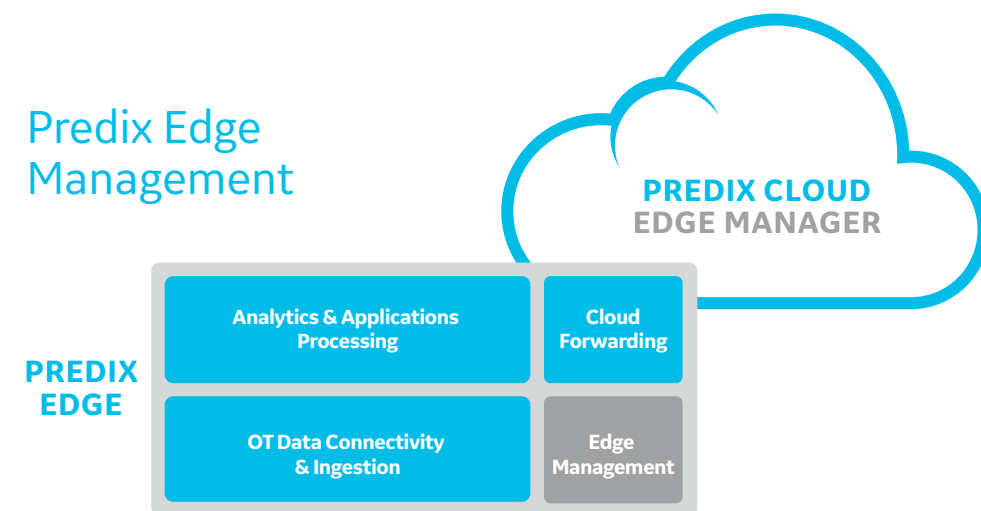 Predix Edge
Management
PREDIX CLOUD
EDGE MANAGER
PREDIX
EDGE
Analytics & Applications
Processing
Cloud
Forwarding
OT Data Connectivity
& Ingestion
Edge
Management